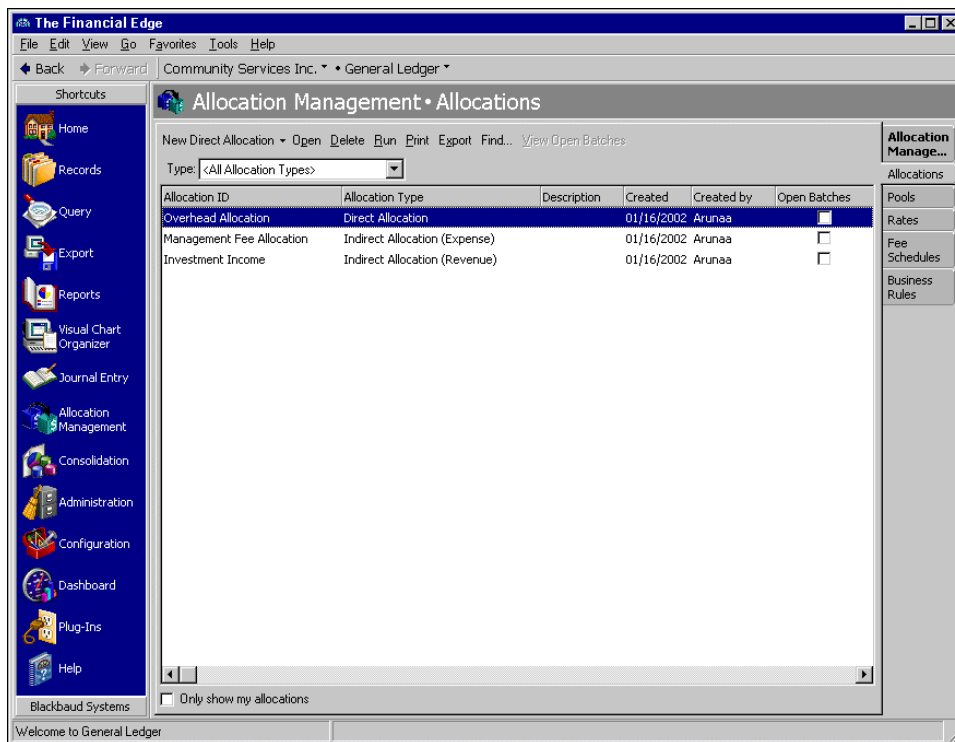 The Financial Edge
File Edit View Go Favorites Tools Help
Back Forward Community Services Inc. • General Ledger
Shortcuts
Home
Records
Query
Export
Reports
Visual Chart
Organizer
Journal Entry
Allocation
Management
Consolidation
Administration
Configuration
Dashboard
Plug-Ins
Help
Blackbaud Systems
Allocation Management • Allocations
New Direct Allocation Open Delete Run Print Export Find... View Open Batches
Type: <All Allocation Types>
Allocation ID Allocation Type Description Created Created by Open Batches
Overhead Allocation Direct Allocation 01/16/2002 Arunaa
Management Fee Allocation Indirect Allocation (Expense) 01/16/2002 Arunaa
Investment Income Indirect Allocation (Revenue) 01/16/2002 Arunaa
Only show my allocations
Allocation
Manage...
Allocations
Pools
Rates
Fee
Schedules
Business
Rules
Welcome to General Ledger